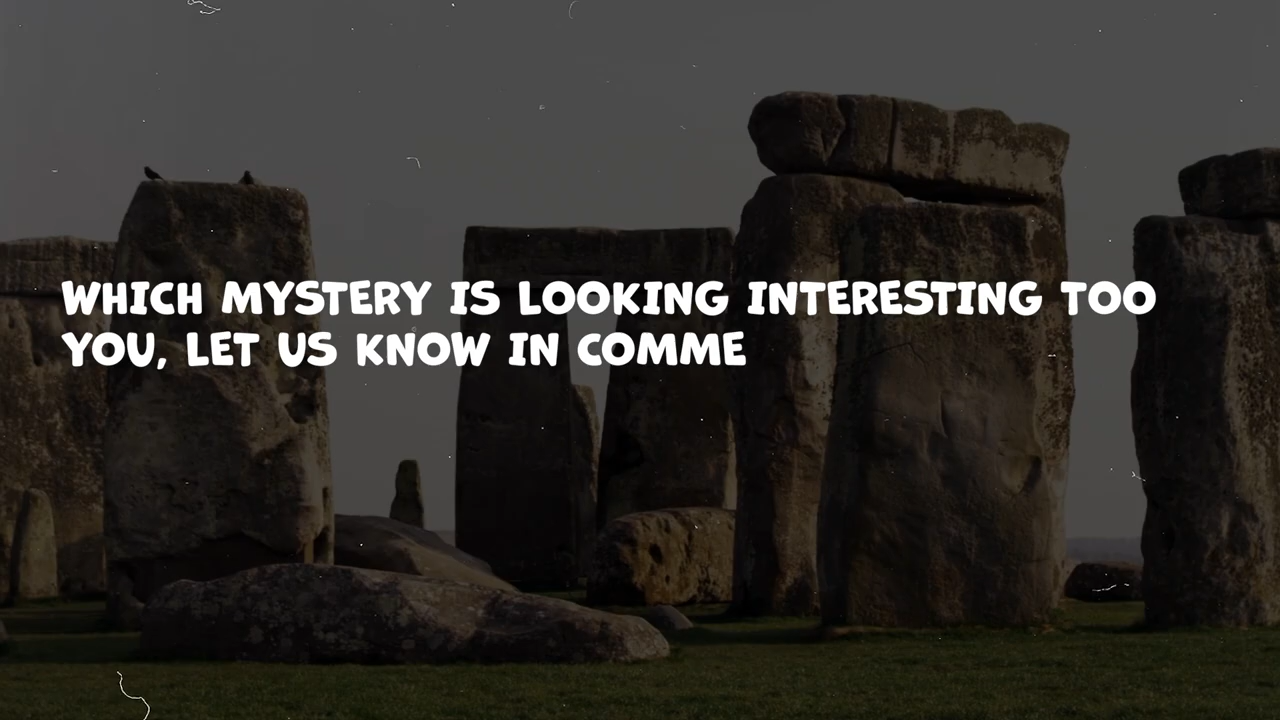 WHICH MYSTERY IS LOOKING INTERESTING TOO
YOU, LET US KNOW IN COMME